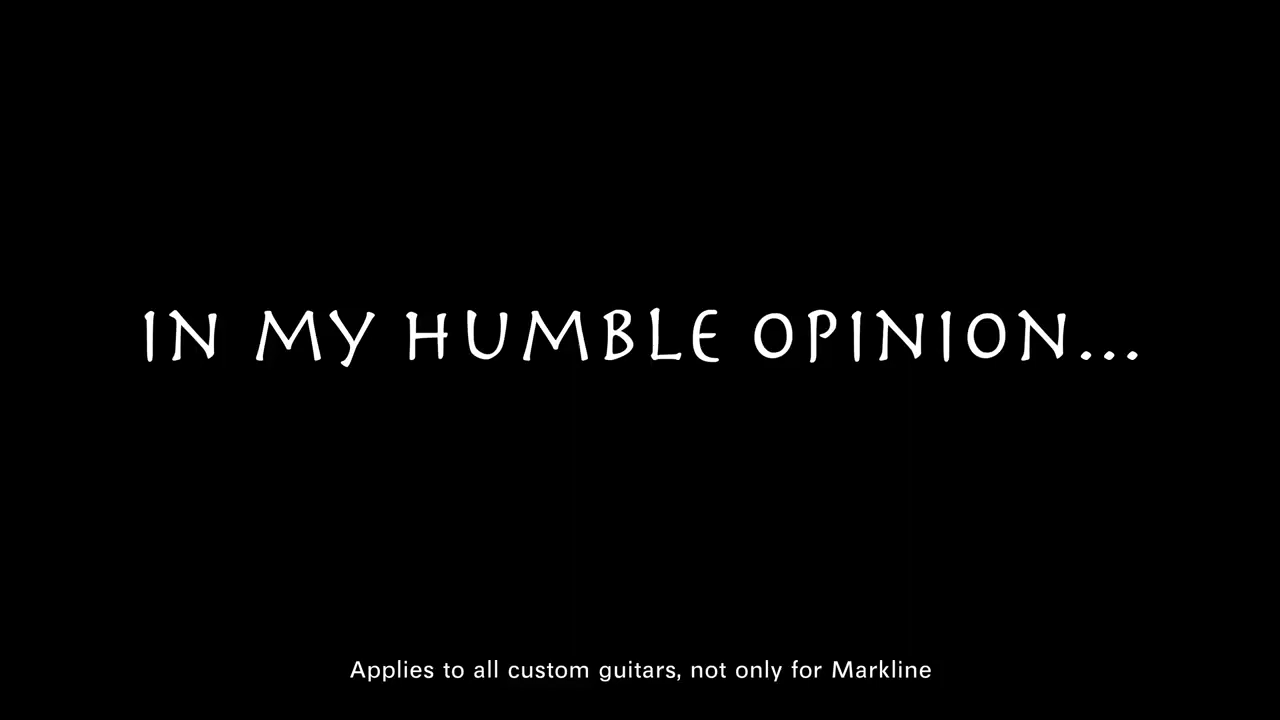 IN MY HUMBLE OPINION...
Applies to all custom guitars, not only for Markline